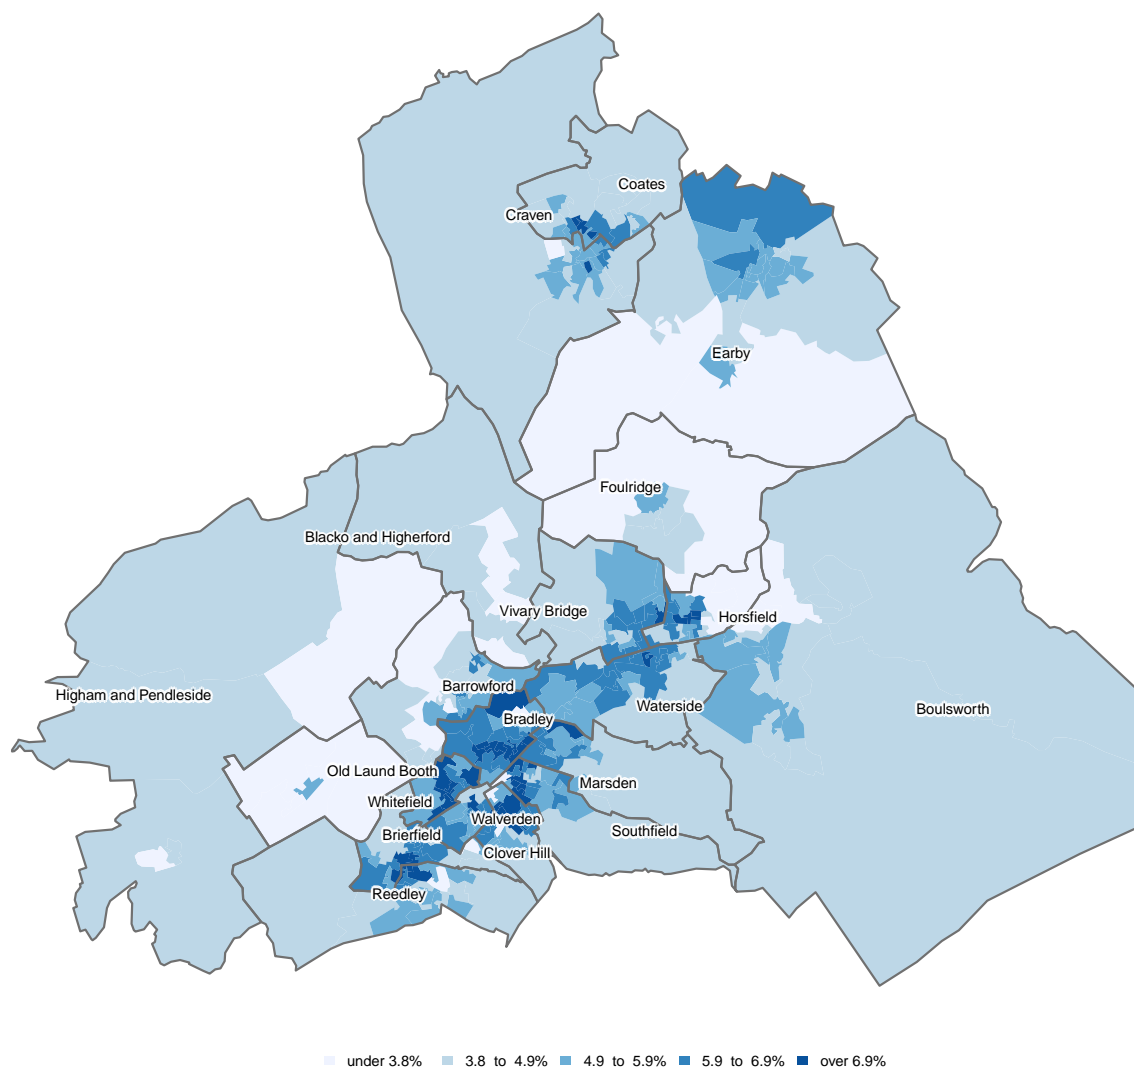 Coates
Craven
Earby
Foulridge
Blacko and Higherford
Vivary Bridge
Horsfield
Barrowford
Higham and Pendleside
Waterside
Boulsworth
Bradley
Old Laund Booth
Marsden
Whitefield
Walverden
Southfield
Brierfield
Clover Hill
Reedley
under 3.8% 3.8 to 4.9% 4.9 to 5.9% 5.9 to 6.9% over 6.9%